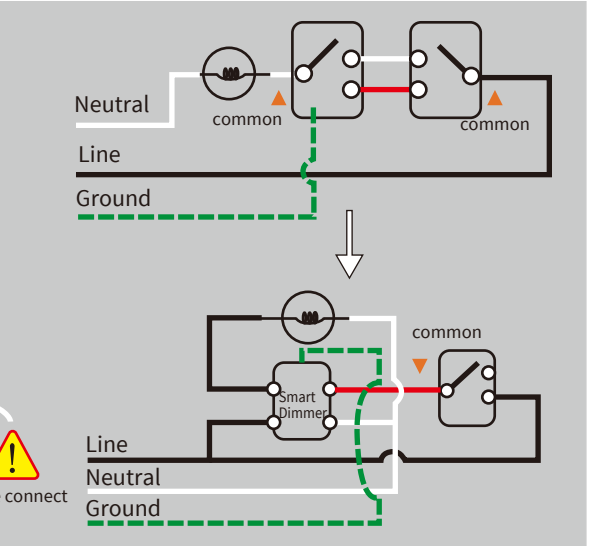 Neutral
common
common
Line
Ground
common
Smart
Dimmer
Line
Neutral
connect
Ground